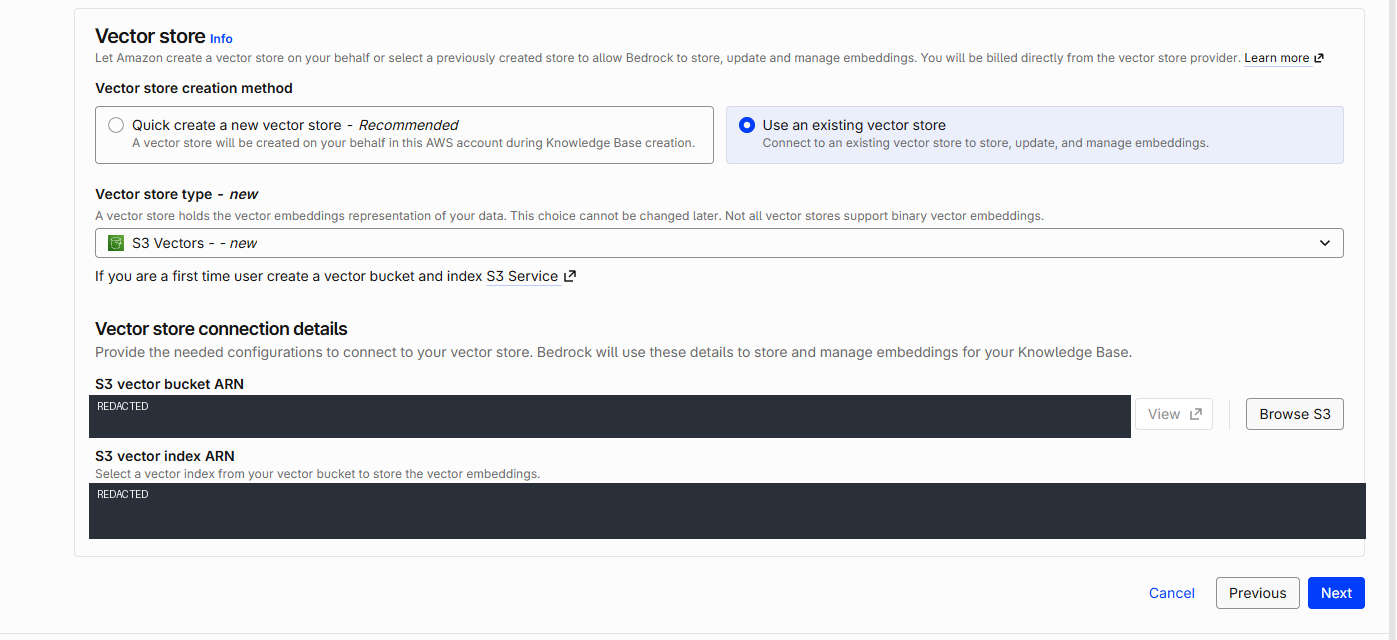 Vector store Info
Let Amazon create a vector store on your behalf or select a previously created store to allow Bedrock to store, update and manage embeddings. You will be billed directly from the vector store provider. Learn more
Vector store creation method
Quick create a new vector store - Recommended
A vector store will be created on your behalf in this AWS account during Knowledge Base creation.
Use an existing vector store
Connect to an existing vector store to store, update, and manage embeddings.
Vector store type - new
A vector store holds the vector embeddings representation of your data. This choice cannot be changed later. Not all vector stores support binary vector embeddings.
S3 Vectors - - new
If you are a first time user create a vector bucket and index S3 Service
Vector store connection details
Provide the needed configurations to connect to your vector store. Bedrock will use these details to store and manage embeddings for your Knowledge Base.
S3 vector bucket ARN
REDACTED
View
Browse S3
S3 vector index ARN
Select a vector index from your vector bucket to store the vector embeddings.
REDACTED
Cancel
Previous
Next